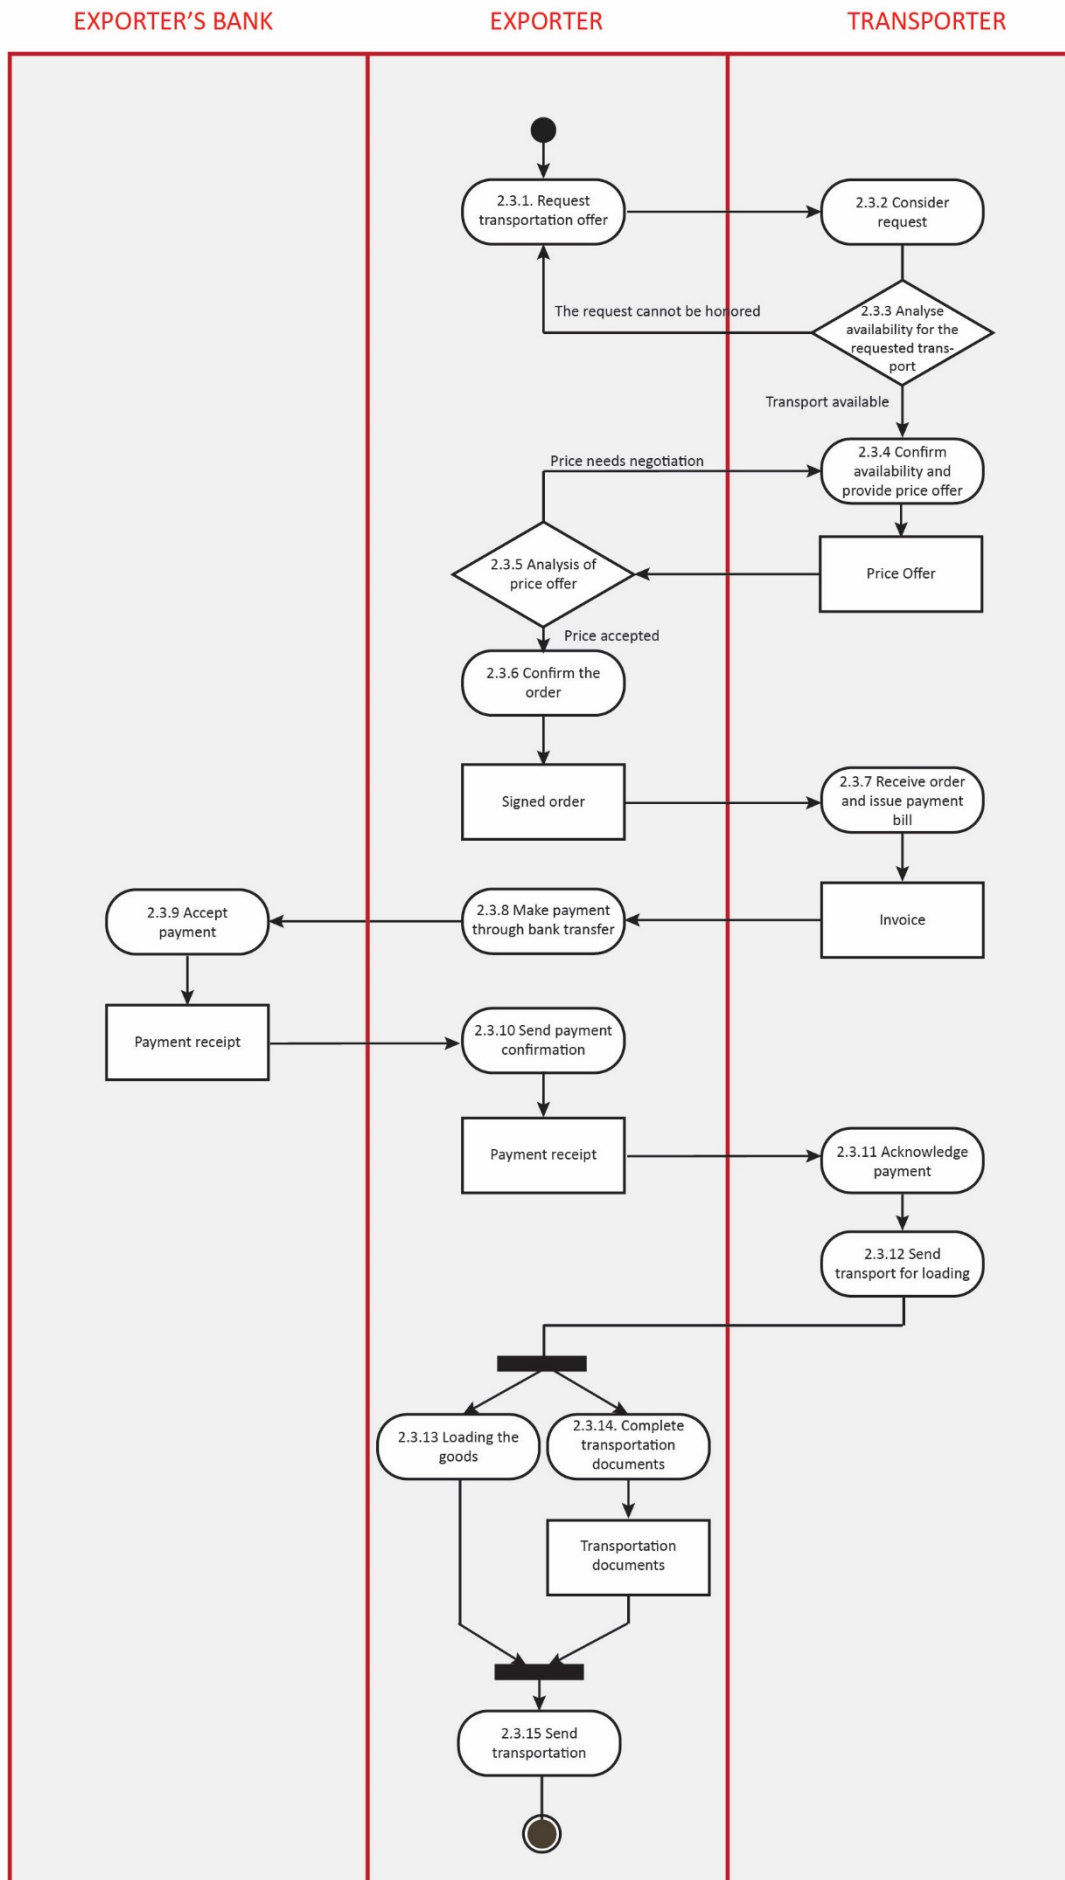 EXPORTER’S BANK
EXPORTER
TRANSPORTER
2.3.1. Request
transportation offer
2.3.2 Consider
request
The request cannot be honored
2.3.3 Analyse
availability for the
requested trans-
port
Transport available
Price needs negotiation
2.3.4 Confirm
availability and
provide price offer
2.3.5 Analysis of
price offer
Price Offer
Price accepted
2.3.6 Confirm the
order
Signed order
2.3.7 Receive order
and issue payment
bill
2.3.9 Accept
payment
2.3.8 Make payment
through bank transfer
Invoice
Payment receipt
2.3.10 Send payment
confirmation
Payment receipt
2.3.11 Acknowledge
payment
2.3.12 Send
transport for loading
2.3.13 Loading the
goods
2.3.14. Complete
transportation
documents
Transportation
documents
2.3.15 Send
transportation